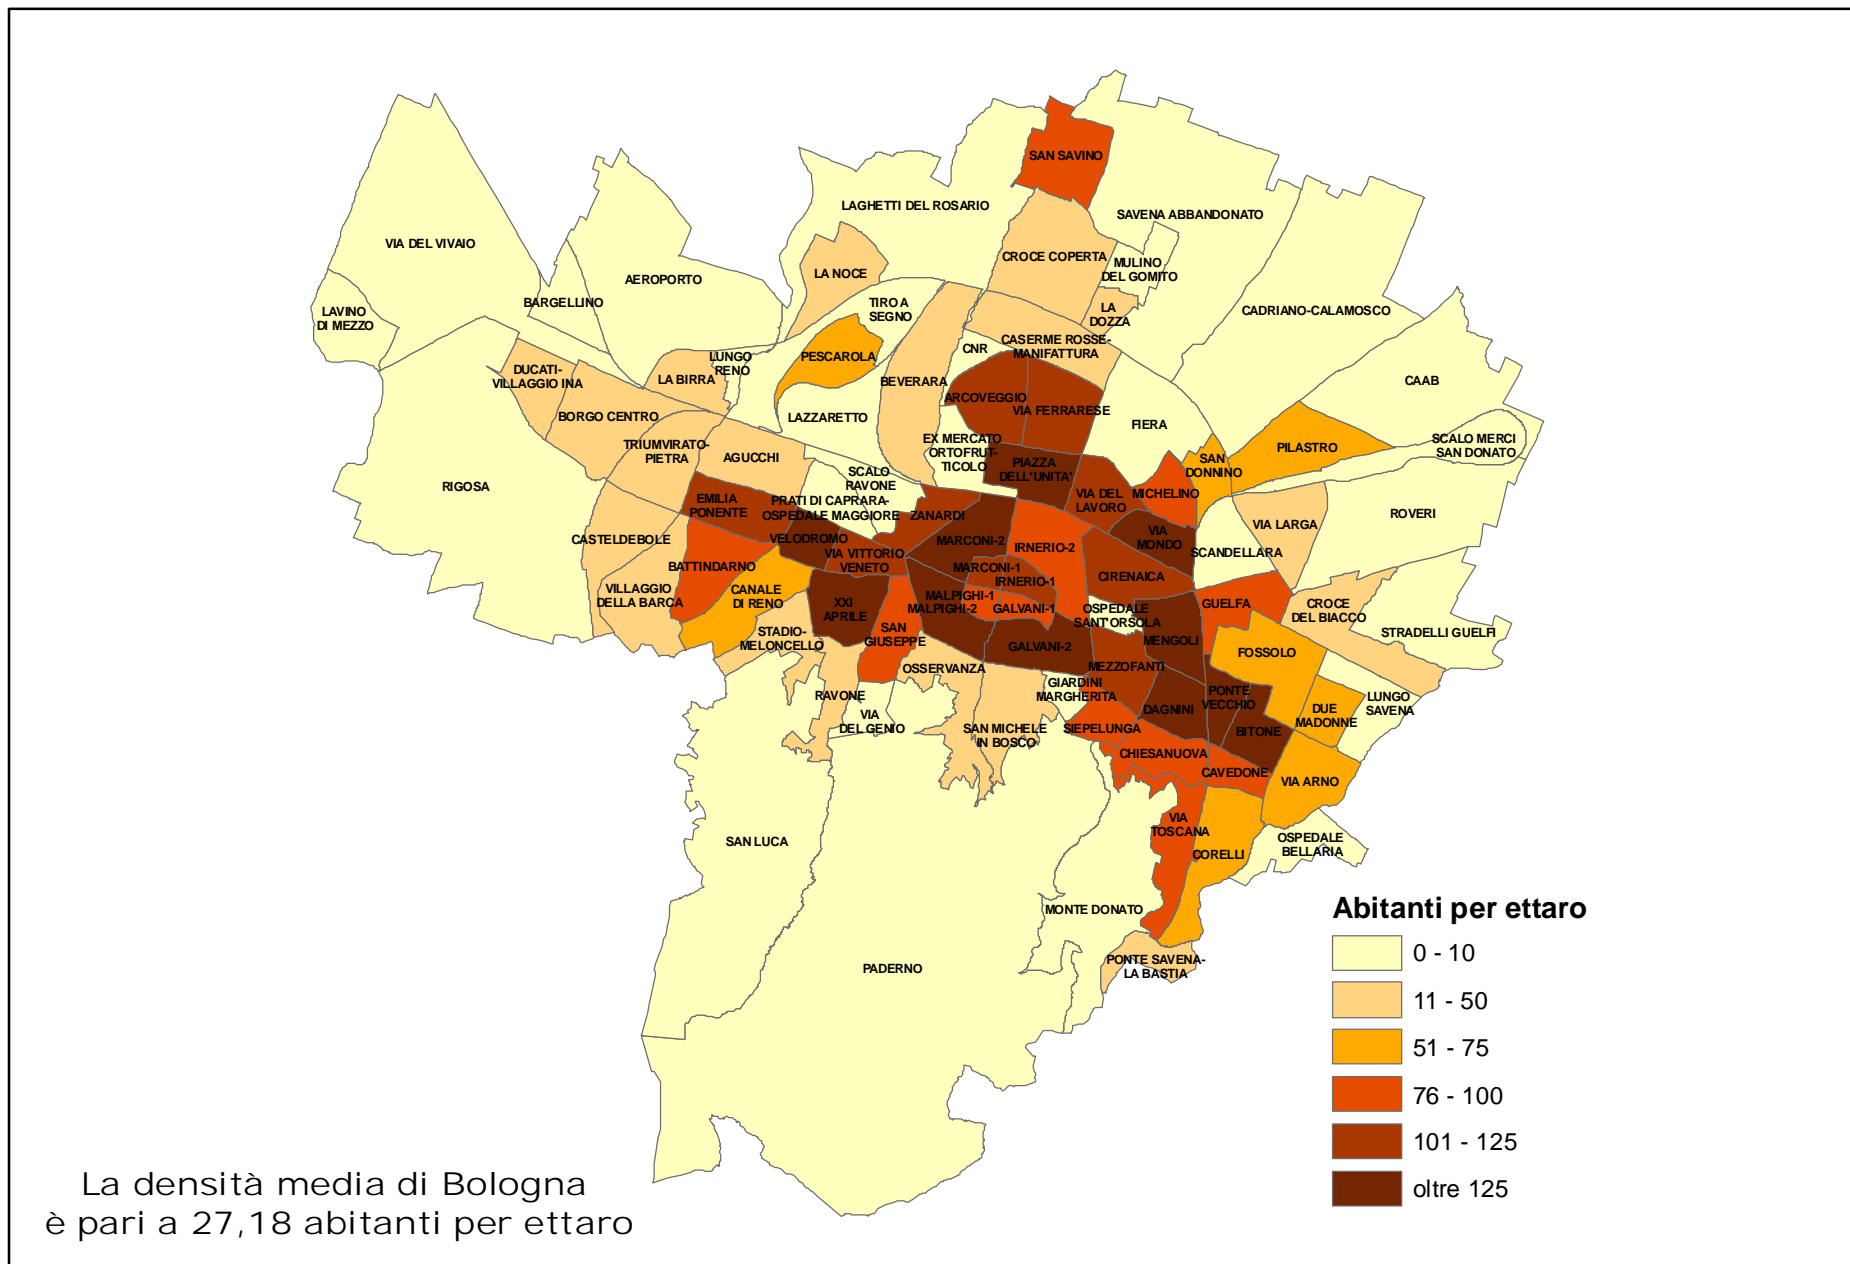 SAN SAVINO
LAGHETTI DEL ROSARIO
SAVENA ABBANDONATO
VIA DEL VIVAIO
CROCE COPERTA
MULINO
DEL GOMITO
LA NOCE
AEROPORTO
BARGELLINO
TIRO A
SEGNO
LA
DOZZA
CADRIANO-CALAMOSCO
LAVINO
DI MEZZO
CASERME ROSSE-
MANIFATTURA
CNR
LUNGO
RENO
PESCAROLA
DUCATI-
VILLAGGIO INA
LA BIRRA
BEVERARA
CAAB
ARCOVEGGIO
VIA FERRARESE
BORGO CENTRO
LAZZARETTO
FIERA
TRIUMVIRATO-
PIETRA
EX MERCATO
ORTOFRUT-
TICOLO
PILASTRO
SCALO MERCI
SAN DONATO
AGUCCHI
SAN
DONNINO
PIAZZA
DELL'UNITA'
SCALO
RAVONE
RIGOSA
EMILIA
PONENTE
PRATI DI CAPRARA-
OSPEDALE MAGGIORE
ZANARDI
VIA DEL
LAVORO
MICHELINO
ROVERI
VIA LARGA
CASTELDEBOLE
VELODROMO
VIA VITTORIO
VENETO
MARCONI-2
IRNERIO-2
VIA
MONDO
SCANDELLARA
BATTINDARNO
MARCONI-1
IRNERIO-1
CIRENAICA
VILLAGGIO
DELLA BARCA
CANALE
DI RENO
XXI
APRILE
MALPIGHI-1
MALPIGHI-2
GALVANI-1
OSPEDALE
SANT'ORSOLA
GUELFA
CROCE
DEL BIACCO
STADIO-
MELONCELLO
SAN
GIUSEPPE
GALVANI-2
MENGOLI
FOSSOLO
STRADELLI GUELFI
OSSERVANZA
MEZZOFANTI
GIARDINI
MARGHERITA
RAVONE
VIA
DEL GENIO
SAN MICHELE
IN BOSCO
DAGNINI
PONTE
VECCHIO
DUE
MADONNE
LUNGO
SAVENA
SIEPELUNGA
BITONE
CHIESANUOVA
CAVEDONE
VIA ARNO
SAN LUCA
VIA
TOSCANA
CORELLI
OSPEDALE
BELLARIA
MONTE DONATO
PADERNO
PONTE SAVENA-
LA BASTIA
Abitanti per ettaro
0 - 10
11 - 50
51 - 75
76 - 100
101 - 125
oltre 125
La densità media di Bologna
è pari a 27,18 abitanti per ettaro